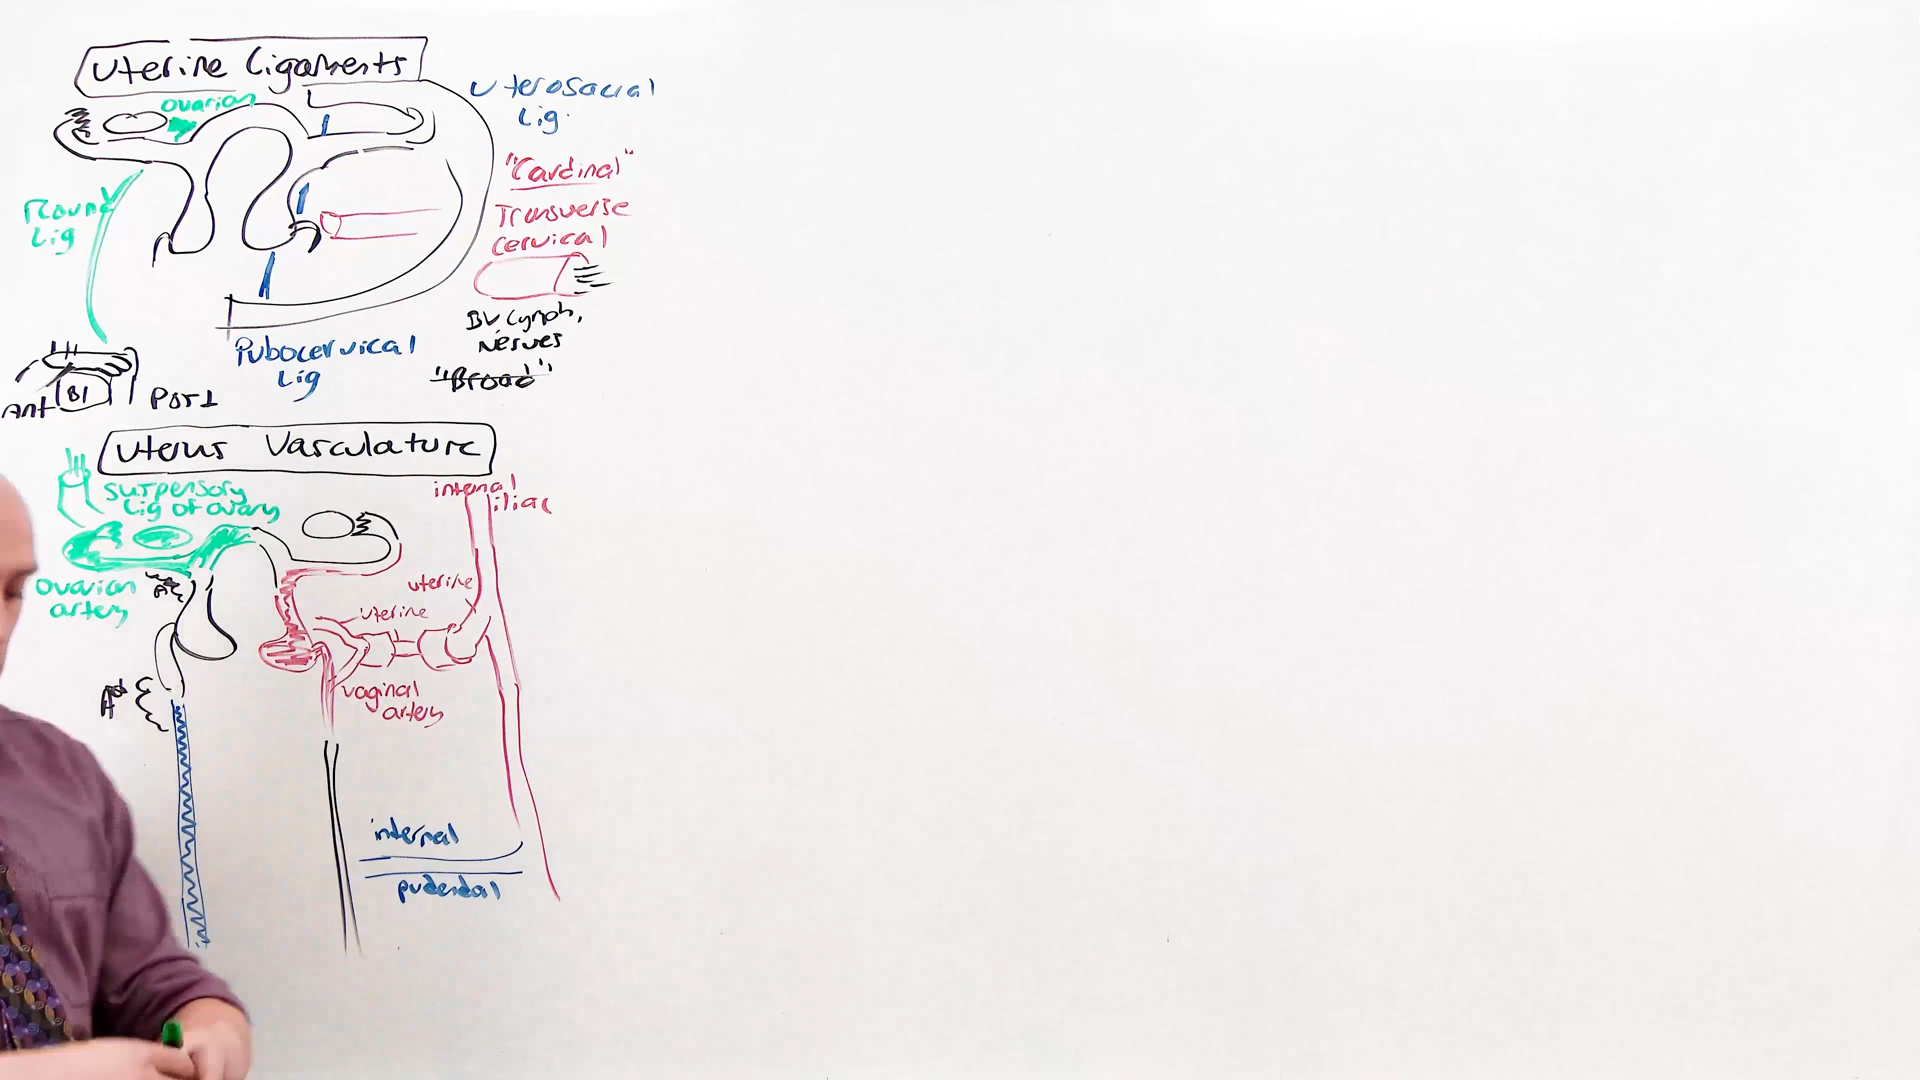 Uterine Ligaments
ovarian
Uterosacral
Lig.
"Cardinal"
Transverse
cervical
Round
Lig
BV Lymph,
Nerves
"Broad"
Pubocervical
Lig
Ant
Bl
Post
Uterus Vasculature
suspensory
Lig of ovary
internal
iliac
ovarian
artery
uterine
uterine
vaginal
artery
internal
pudendal